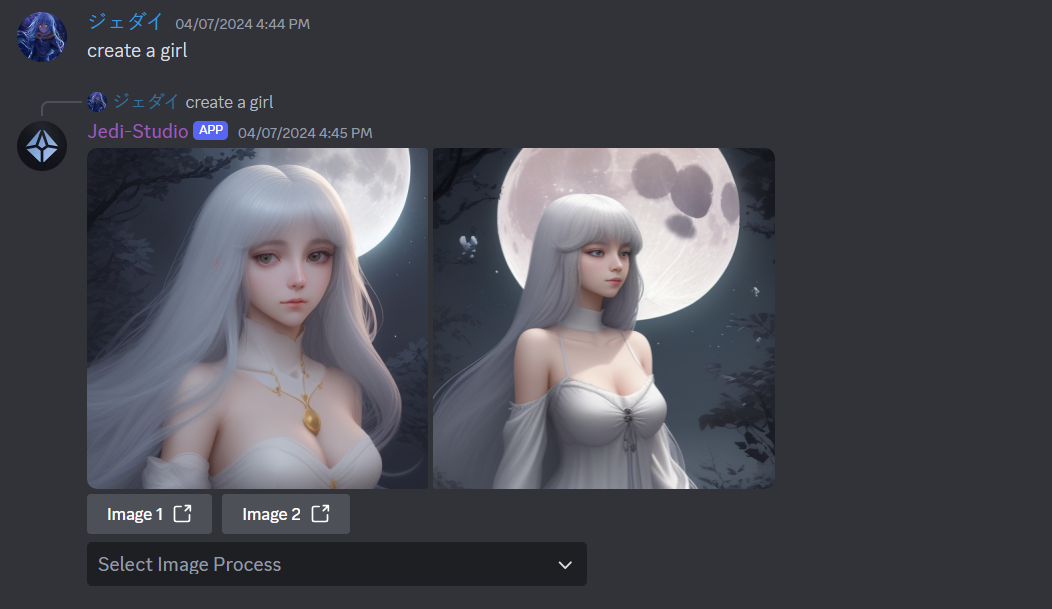 ジェダイ 04/07/2024 4:44 PM
create a girl
ジェダイ create a girl
Jedi-Studio APP 04/07/2024 4:45 PM
Image 1 Image 2
Select Image Process